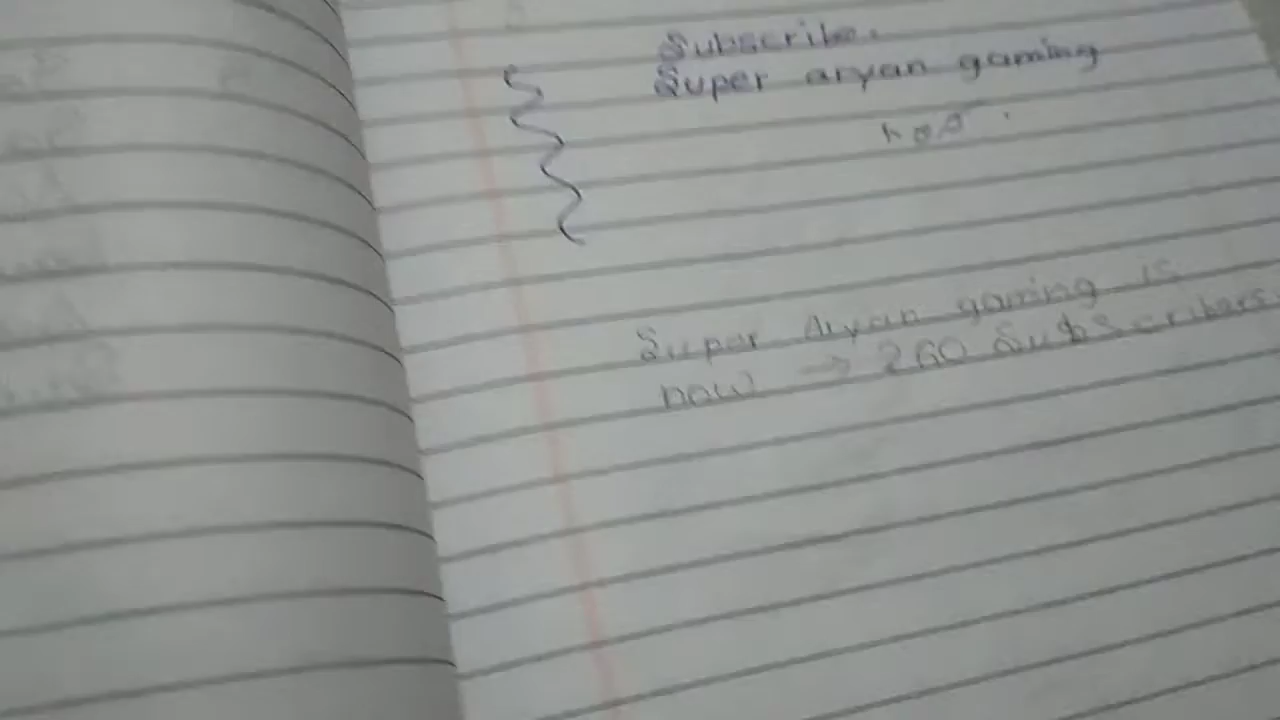 Subscribe.
Super aryan gaming
Super Aryan gaming is
now → 260 Subscribers.